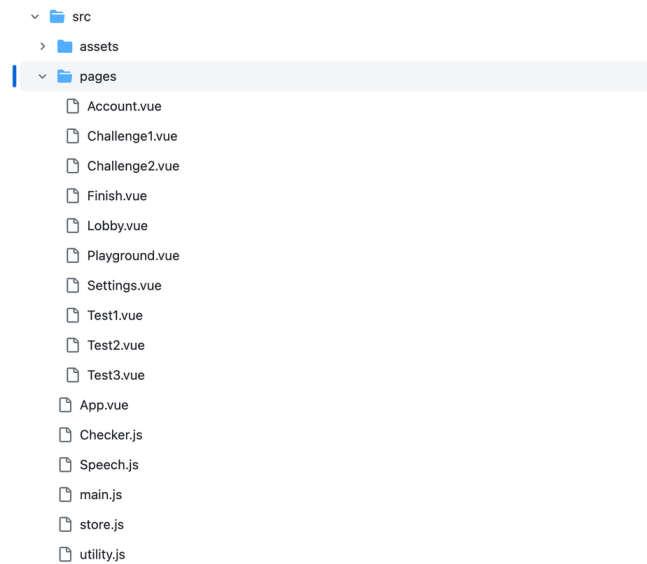 src
assets
pages
Account.vue
Challenge1.vue
Challenge2.vue
Finish.vue
Lobby.vue
Playground.vue
Settings.vue
Test1.vue
Test2.vue
Test3.vue
App.vue
Checker.js
Speech.js
main.js
store.js
utility.js